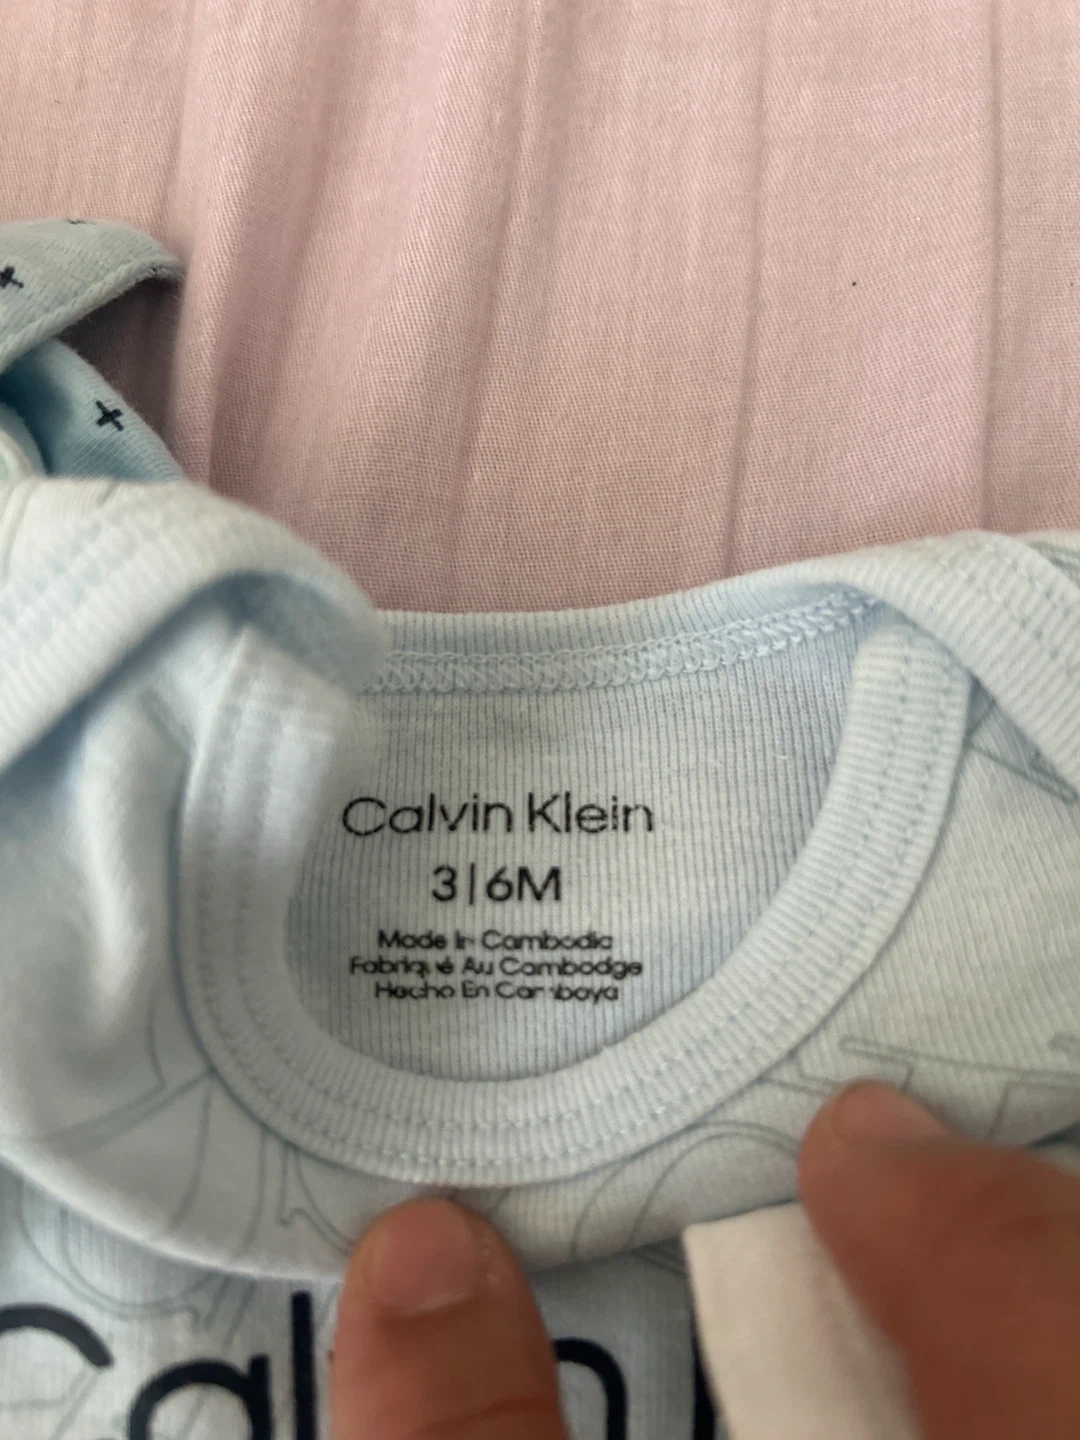 Calvin Klein
3|6M
Made In Cambodia
Fabriqué Au Cambodge
Hecho En Camboya